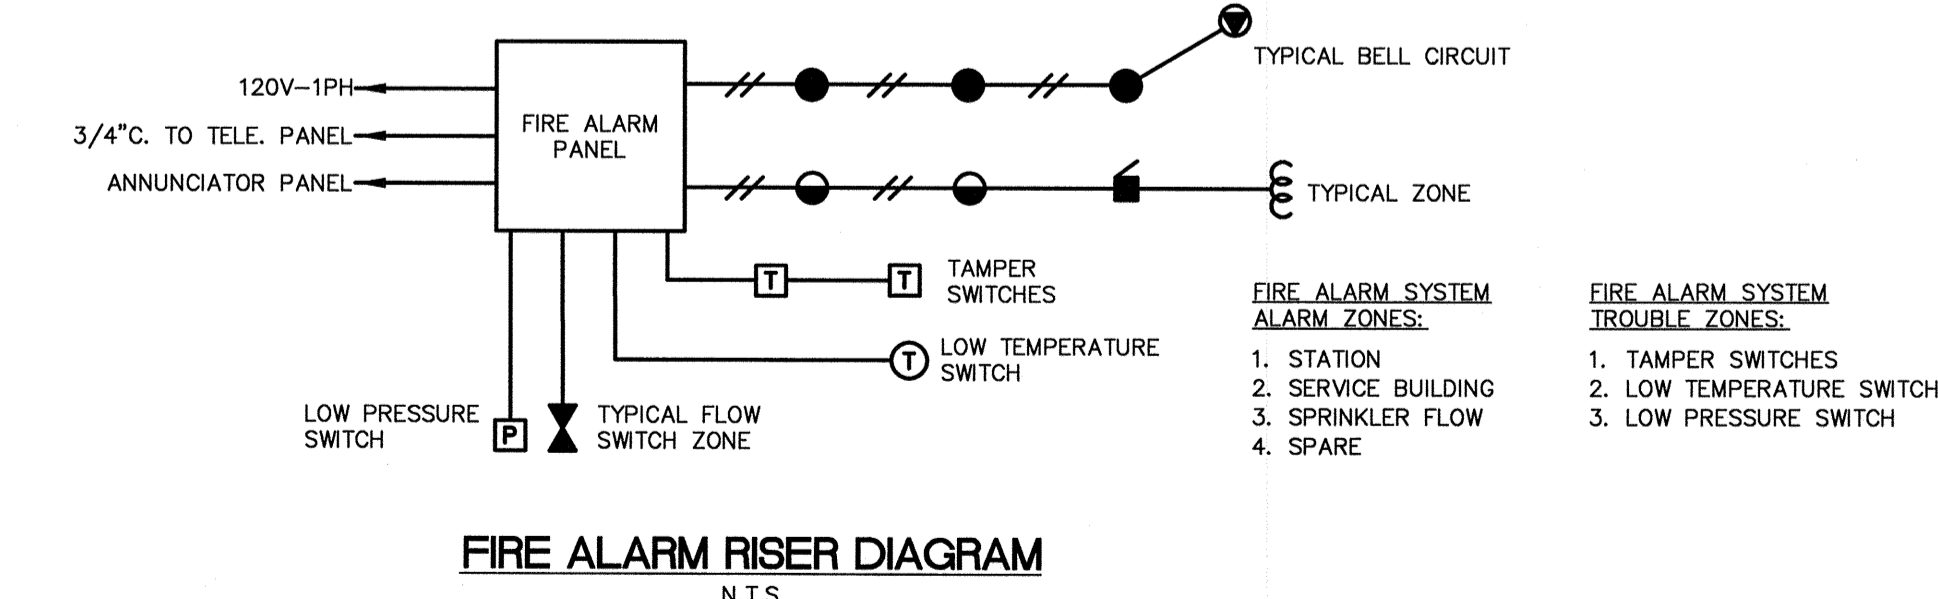 TYPICAL BELL CIRCUIT
120V-1PH
3/4"C. TO TELE. PANEL
ANNUNCIATOR PANEL
FIRE ALARM
PANEL
TYPICAL ZONE
T
T
TAMPER
SWITCHES
T
LOW TEMPERATURE
SWITCH
LOW PRESSURE
SWITCH
P
TYPICAL FLOW
SWITCH ZONE
FIRE ALARM SYSTEM
ALARM ZONES:
1. STATION
2. SERVICE BUILDING
3. SPRINKLER FLOW
4. SPARE
FIRE ALARM SYSTEM
TROUBLE ZONES:
1. TAMPER SWITCHES
2. LOW TEMPERATURE SWITCH
3. LOW PRESSURE SWITCH
FIRE ALARM RISER DIAGRAM
N.T.S.